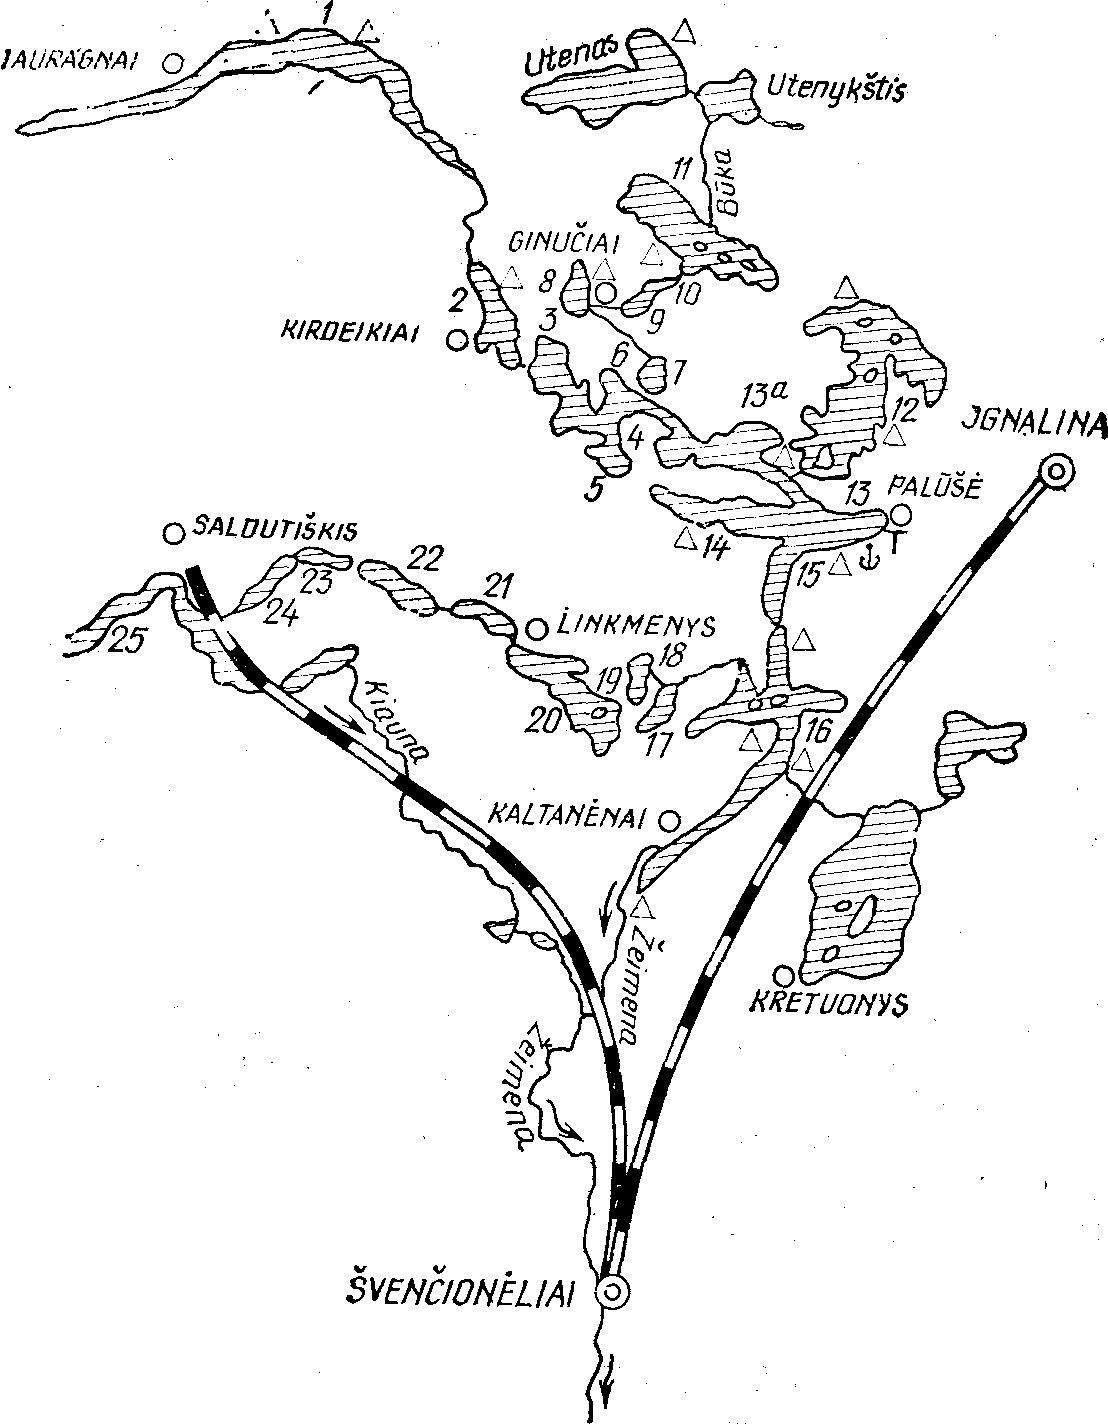 1
IAURAGNAI
Utenas
Utenykštis
11
Būka
GINUČIAI
8
10
2
3
9
KIRDEIKIAI
6
7
13a
12
IGNALINA
4
5
13
PALŪŠĖ
SALDUTIŠKIS
14
15
22
23
21
24
25
LINKMENYS
18
19
20
17
16
Kiauna
KALTANĖNAI
Žeimena
KRETUONYS
Žeimena
ŠVENČIONĖLIAI